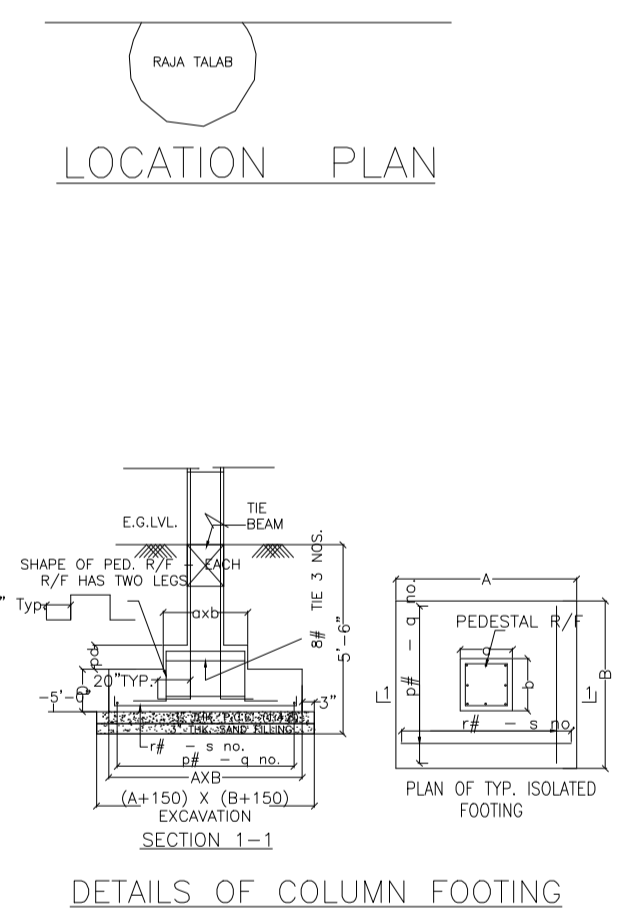 RAJA TALAB
LOCATION PLAN
E.G.LVL.
TIE
BEAM
SHAPE OF PED. R/F - EACH
R/F HAS TWO LEGS
Typ.
axb
8# TIE 3 NOS.
5'-6"
pd
20"TYP.
D
3"
3" THK. SAND FILLING
r# - s no.
p# - q no.
AXB
(A+150) X (B+150)
EXCAVATION
SECTION 1-1
A
PEDESTAL R/F
p# - q no.
a
b
B
1
1
r# - s no.
PLAN OF TYP. ISOLATED
FOOTING
DETAILS OF COLUMN FOOTING